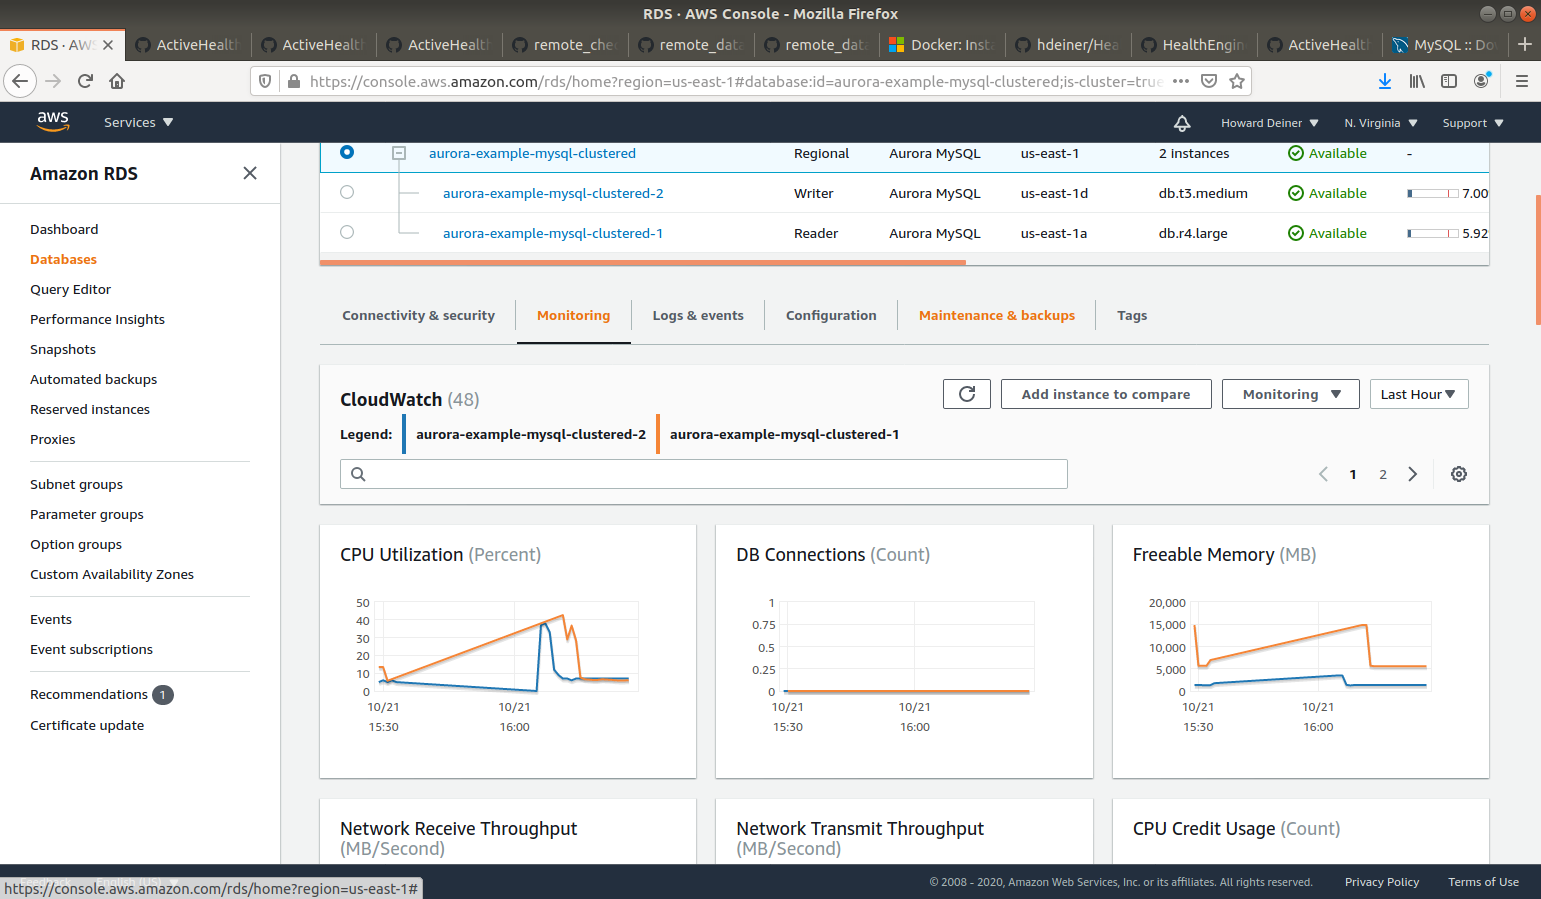 RDS · AWS Console - Mozilla Firefox
RDS · AWS
ActiveHealth
ActiveHealth
ActiveHealth
remote_che
remote_data
remote_data
Docker: Insta
hdeiner/Hea
HealthEngin
ActiveHealth
MySQL :: Do
https://console.aws.amazon.com/rds/home?region=us-east-1#database:id=aurora-example-mysql-clustered;is-cluster=true
aws
Services
Howard Deiner
N. Virginia
Support
Amazon RDS
Dashboard
Databases
Query Editor
Performance Insights
Snapshots
Automated backups
Reserved instances
Proxies
Subnet groups
Parameter groups
Option groups
Custom Availability Zones
Events
Event subscriptions
Recommendations 1
Certificate update
aurora-example-mysql-clustered Regional Aurora MySQL us-east-1 2 instances Available -
aurora-example-mysql-clustered-2 Writer Aurora MySQL us-east-1d db.t3.medium Available 7.00
aurora-example-mysql-clustered-1 Reader Aurora MySQL us-east-1a db.r4.large Available 5.92
Connectivity & security
Monitoring
Logs & events
Configuration
Maintenance & backups
Tags
CloudWatch (48)
Add instance to compare
Monitoring
Last Hour
Legend: aurora-example-mysql-clustered-2 aurora-example-mysql-clustered-1
1 2
CPU Utilization (Percent)
50
40
30
20
10
0
10/21 10/21
15:30 16:00
DB Connections (Count)
1
0.75
0.5
0.25
0
10/21 10/21
15:30 16:00
Freeable Memory (MB)
20,000
15,000
10,000
5,000
0
10/21 10/21
15:30 16:00
Network Receive Throughput
(MB/Second)
Network Transmit Throughput
(MB/Second)
CPU Credit Usage (Count)
https://console.aws.amazon.com/rds/home?region=us-east-1#
© 2008 - 2020, Amazon Web Services, Inc. or its affiliates. All rights reserved.
Privacy Policy
Terms of Use